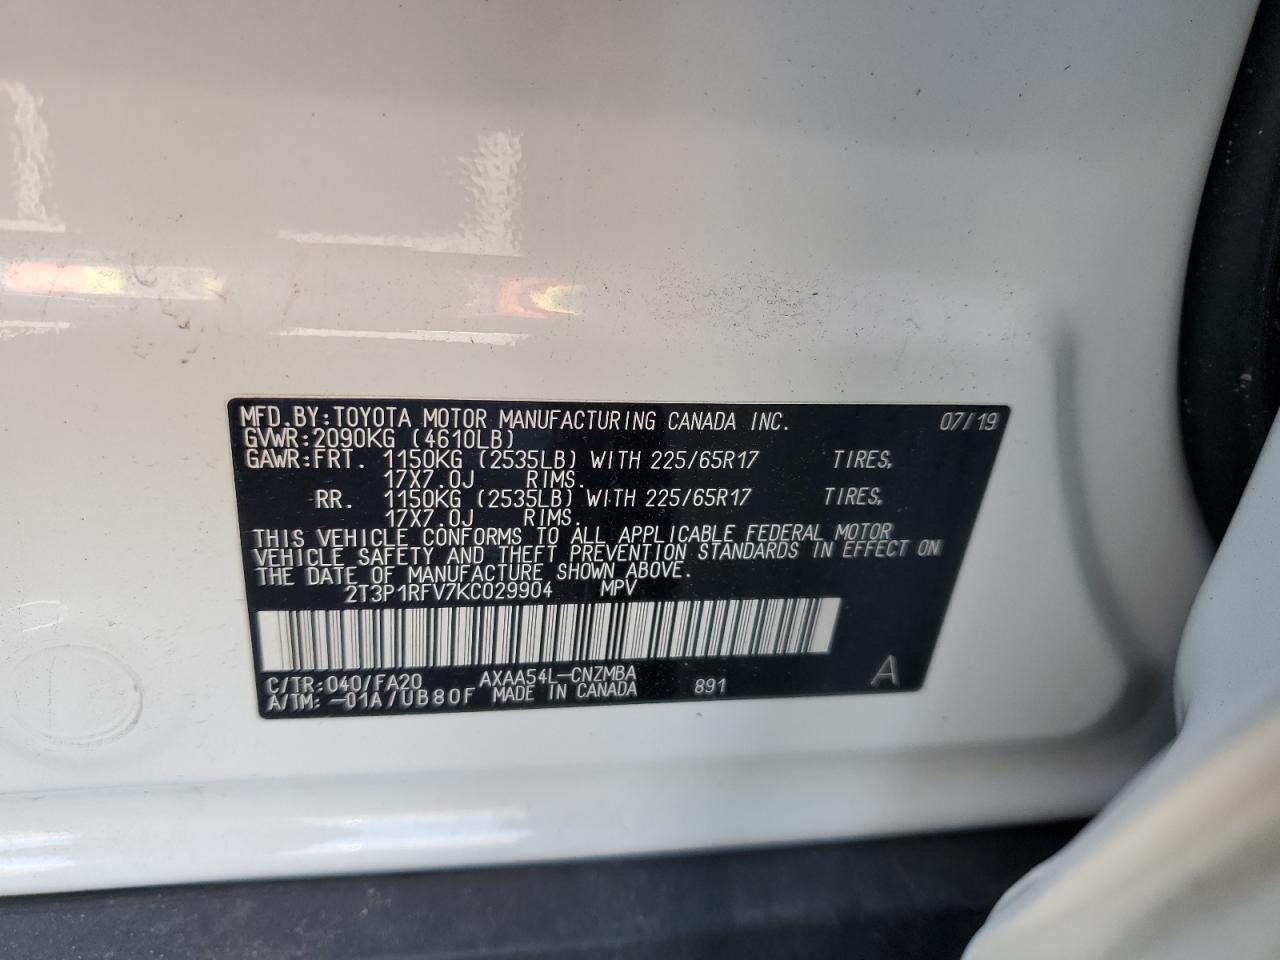 MFD.BY:TOYOTA MOTOR MANUFACTURING CANADA INC. 07/19
GVWR:2090KG (4610LB)
GAWR:FRT. 1150KG (2535LB) WITH 225/65R17 TIRES,
17X7.0J RIMS.
RR. 1150KG (2535LB) WITH 225/65R17 TIRES,
17X7.0J RIMS.
THIS VEHICLE CONFORMS TO ALL APPLICABLE FEDERAL MOTOR
VEHICLE SAFETY AND THEFT PREVENTION STANDARDS IN EFFECT ON
THE DATE OF MANUFACTURE SHOWN ABOVE.
2T3P1RFV7KC029904 MPV
C/TR:040/FA20 AXAA54L-CNZMBA
A/TM:-01A/UB80F MADE IN CANADA 891 A